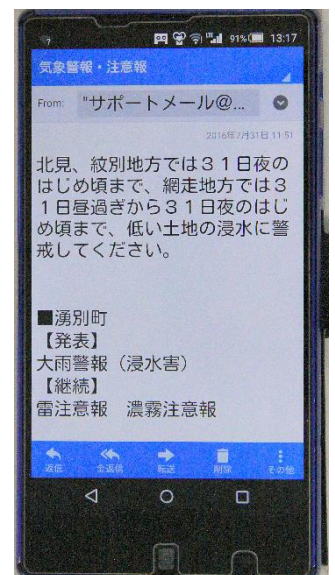 91% 13:17
気象警報・注意報
From: "サポートメール@...
2016年7月31日 11:51
北見、紋別地方では３１日夜の
はじめ頃まで、網走地方では３
１日昼過ぎから３１日夜のはじ
め頃まで、低い土地の浸水に警
戒してください。
■湧別町
【発表】
大雨警報（浸水害）
【継続】
雷注意報　濃霧注意報
返信 全返信 転送 削除 その他